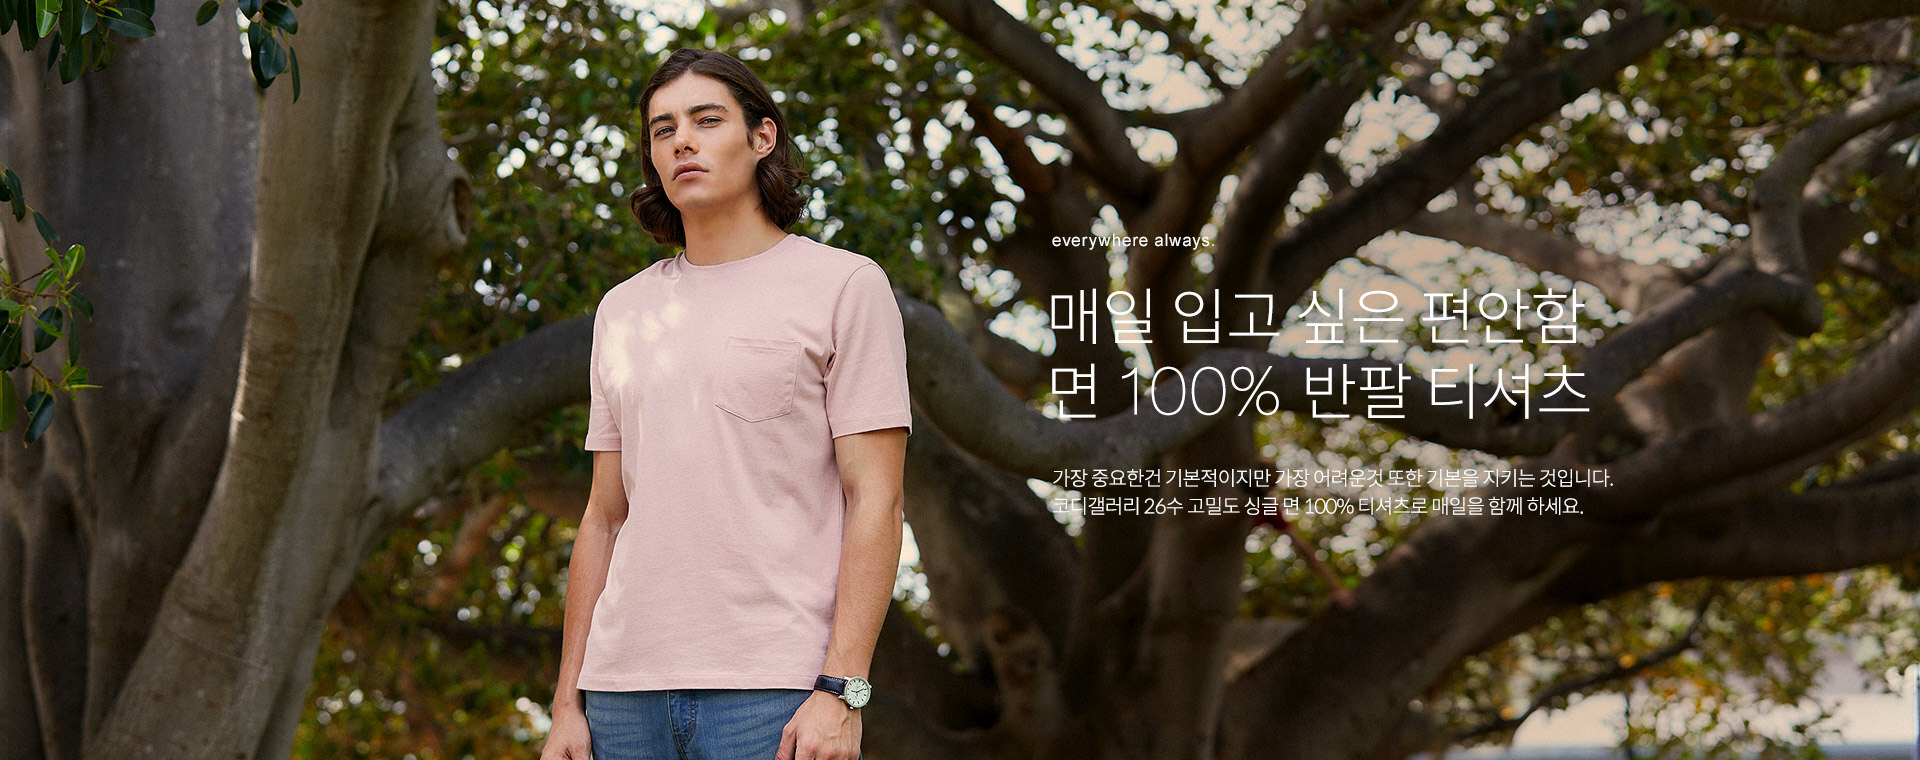 everywhere always.
매일 입고 싶은 편안함
면 100% 반팔 티셔츠
가장 중요한건 기본적이지만 가장 어려운것 또한 기본을 지키는 것입니다.
코디갤러리 26수 고밀도 싱글 면 100% 티셔츠로 매일을 함께 하세요.